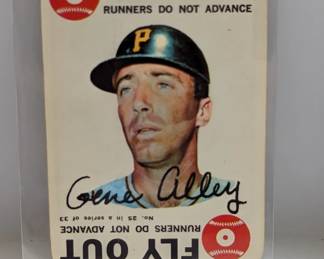 RUNNERS DO NOT ADVANCE
P
Gene Alley
No. 25 in a series of 33
RUNNERS DO NOT ADVANCE
FLY OUT